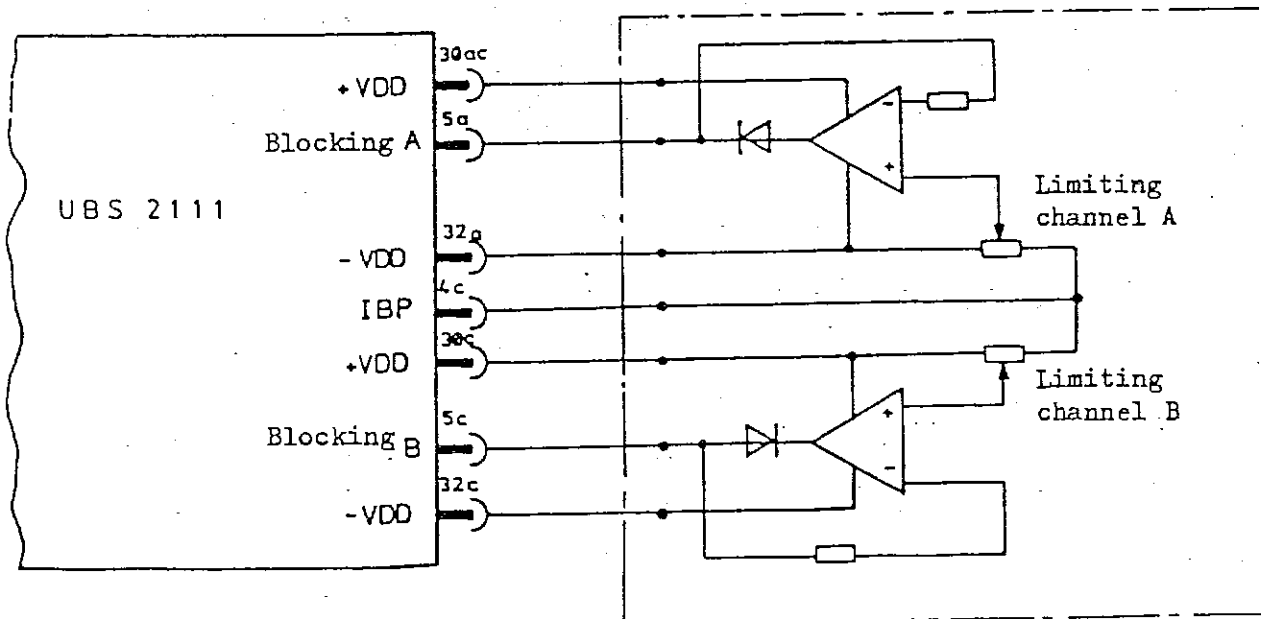 30ac
+VDD
5a
Blocking A
UBS 2111
32a
-VDD
4c
IBP
30c
+VDD
5c
Blocking B
32c
-VDD
-
+
Limiting
channel A
Limiting
channel B
+
-